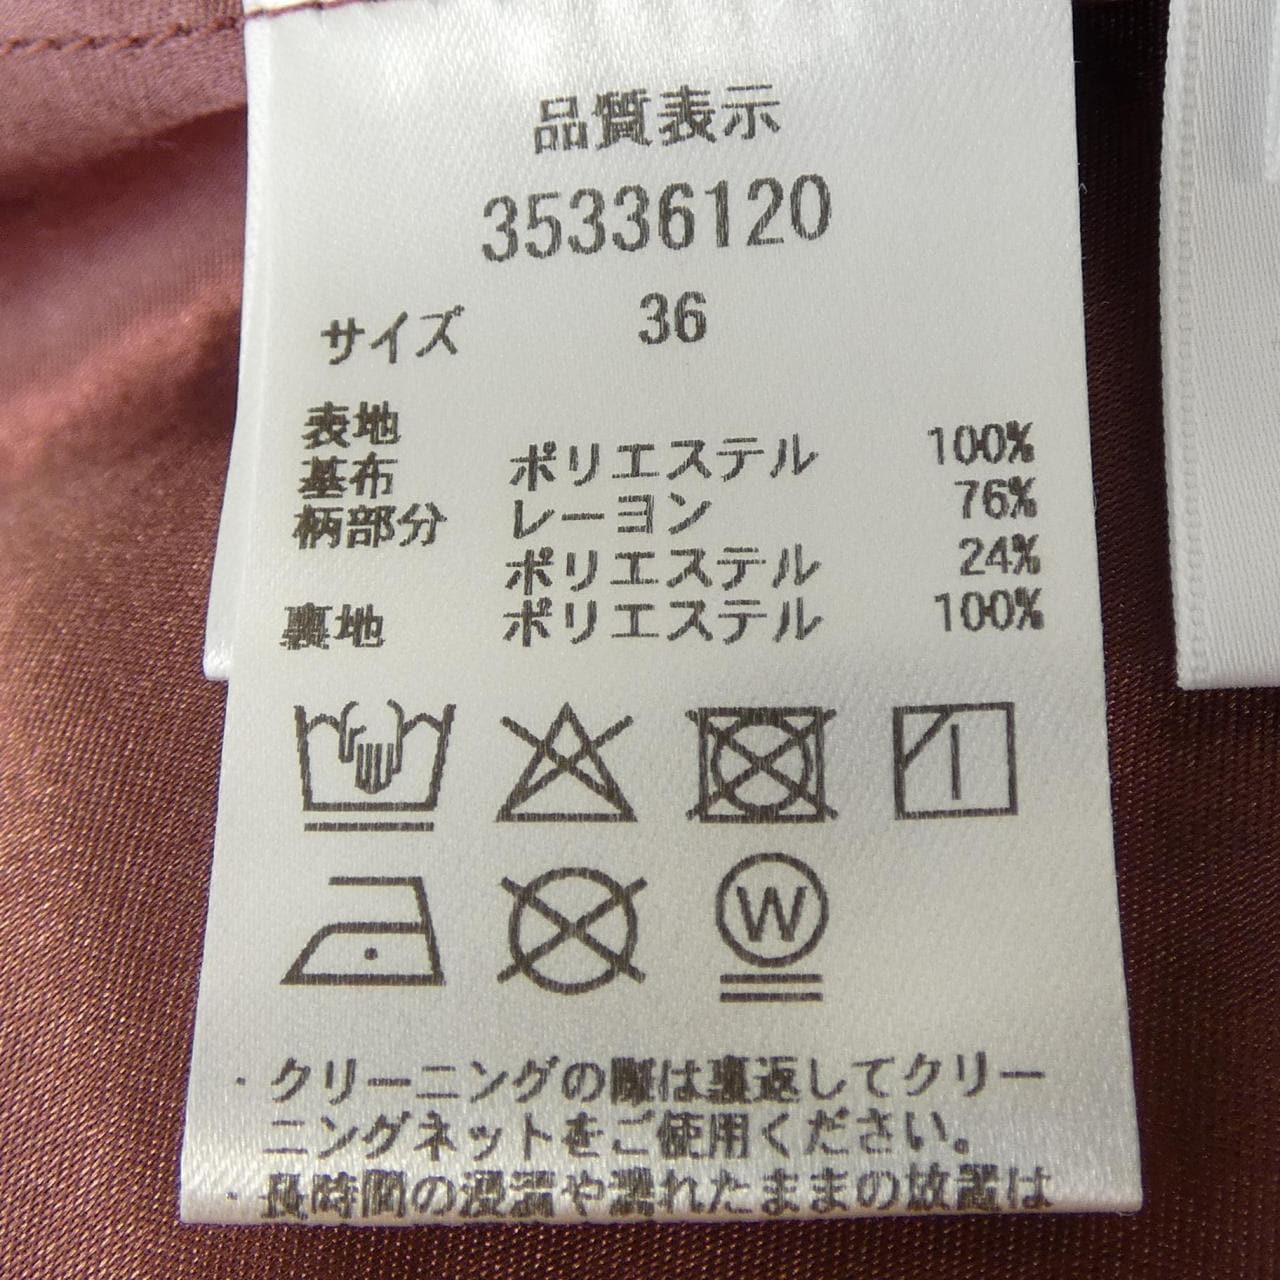 品質表示
35336120
サイズ 36
表地
基布 ポリエステル 100%
柄部分 レーヨン 76%
ポリエステル 24%
裏地 ポリエステル 100%
W
・クリーニングの際は裏返してクリー
ニングネットをご使用ください。
・長時間の浸漬や濡れたままの放置は